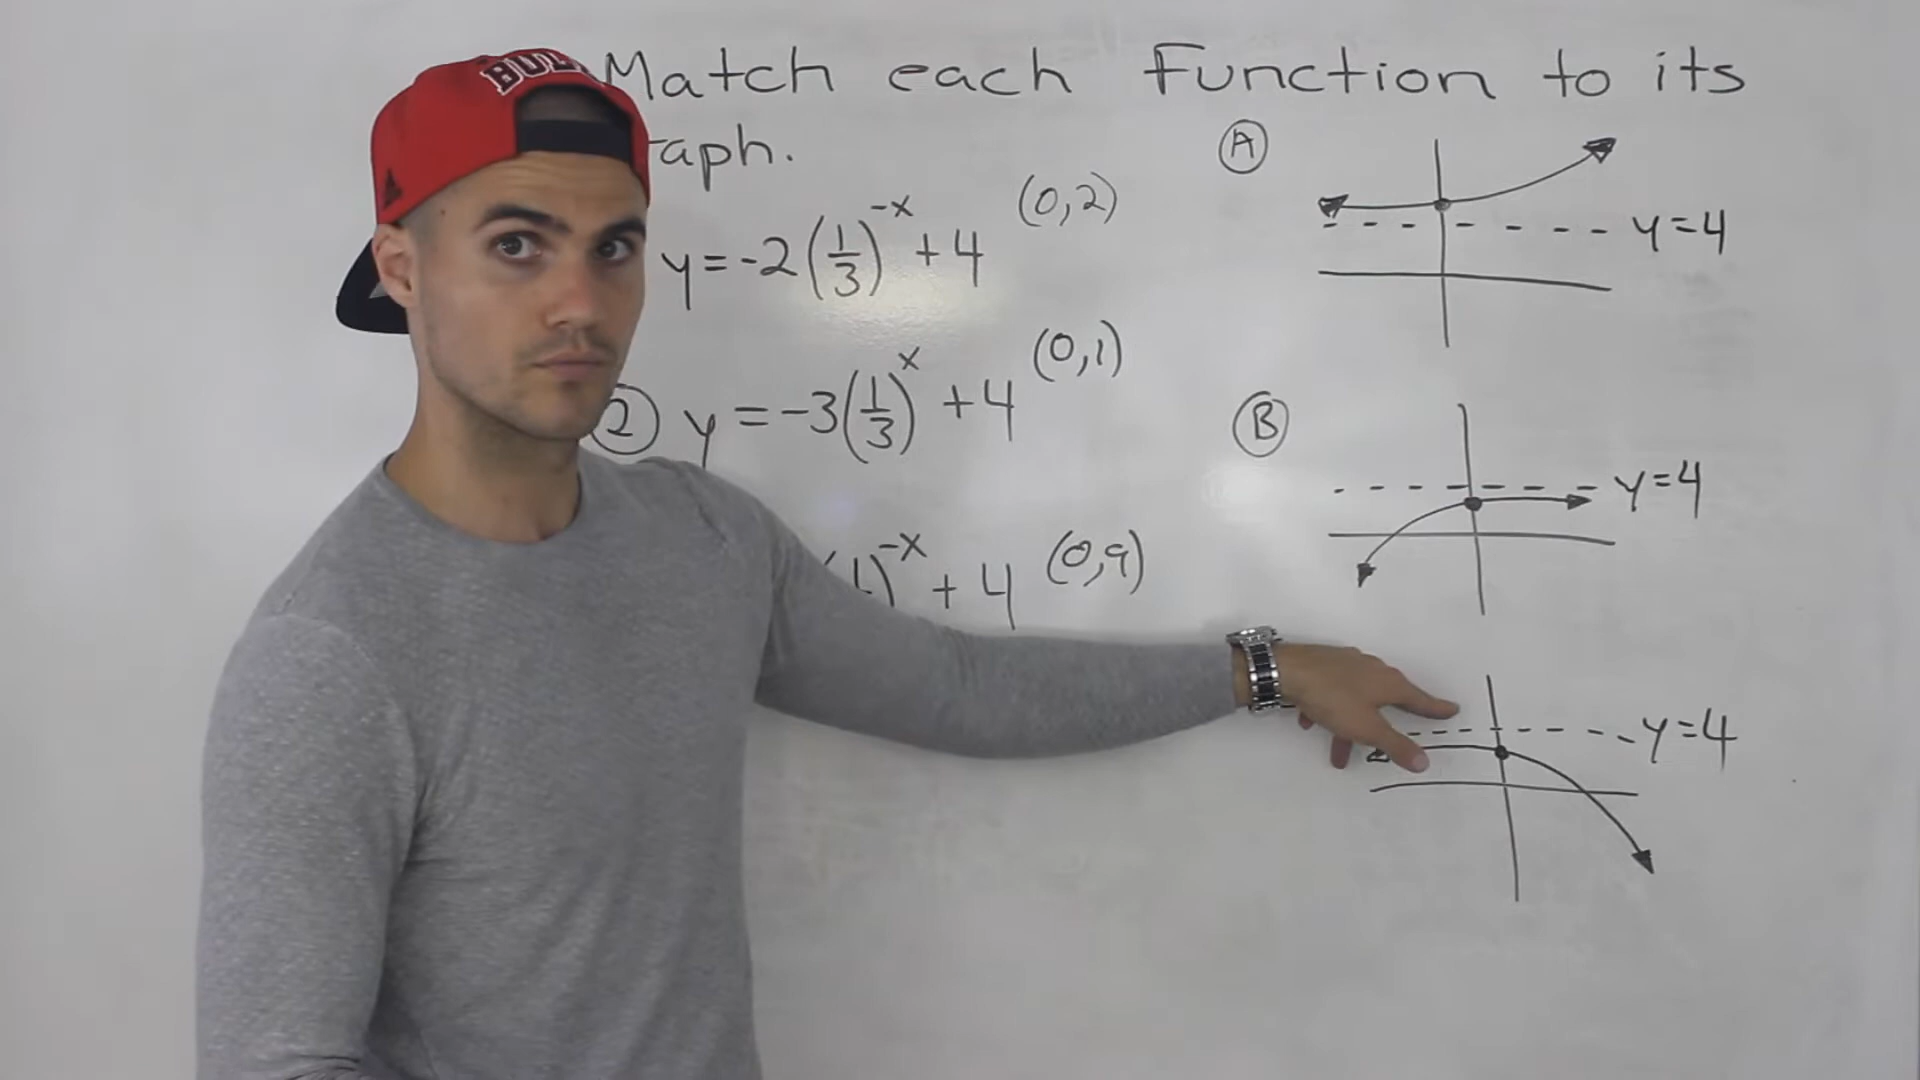 Match each function to its
aph.
y=-2(1/3)^-x +4 (0,2)
② y = -3(1/3)^x +4 (0,1)
)^-x + 4 (0,9)
Ⓐ
y=4
Ⓑ
y=4
y=4
BUL